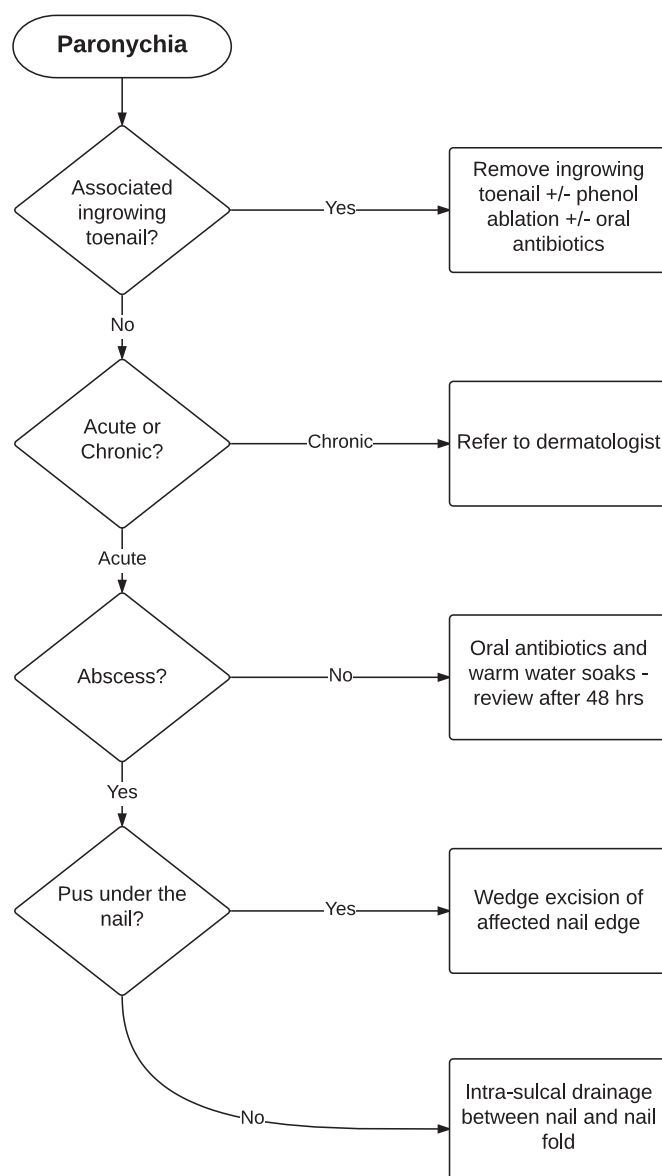 Paronychia
Associated
ingrowing
toenail?
Yes
Remove ingrowing
toenail +/- phenol
ablation +/- oral
antibiotics
No
Acute or
Chronic?
Chronic
Refer to dermatologist
Acute
Abscess?
No
Oral antibiotics and
warm water soaks -
review after 48 hrs
Yes
Pus under the
nail?
Yes
Wedge excision of
affected nail edge
No
Intra-sulcal drainage
between nail and nail
fold